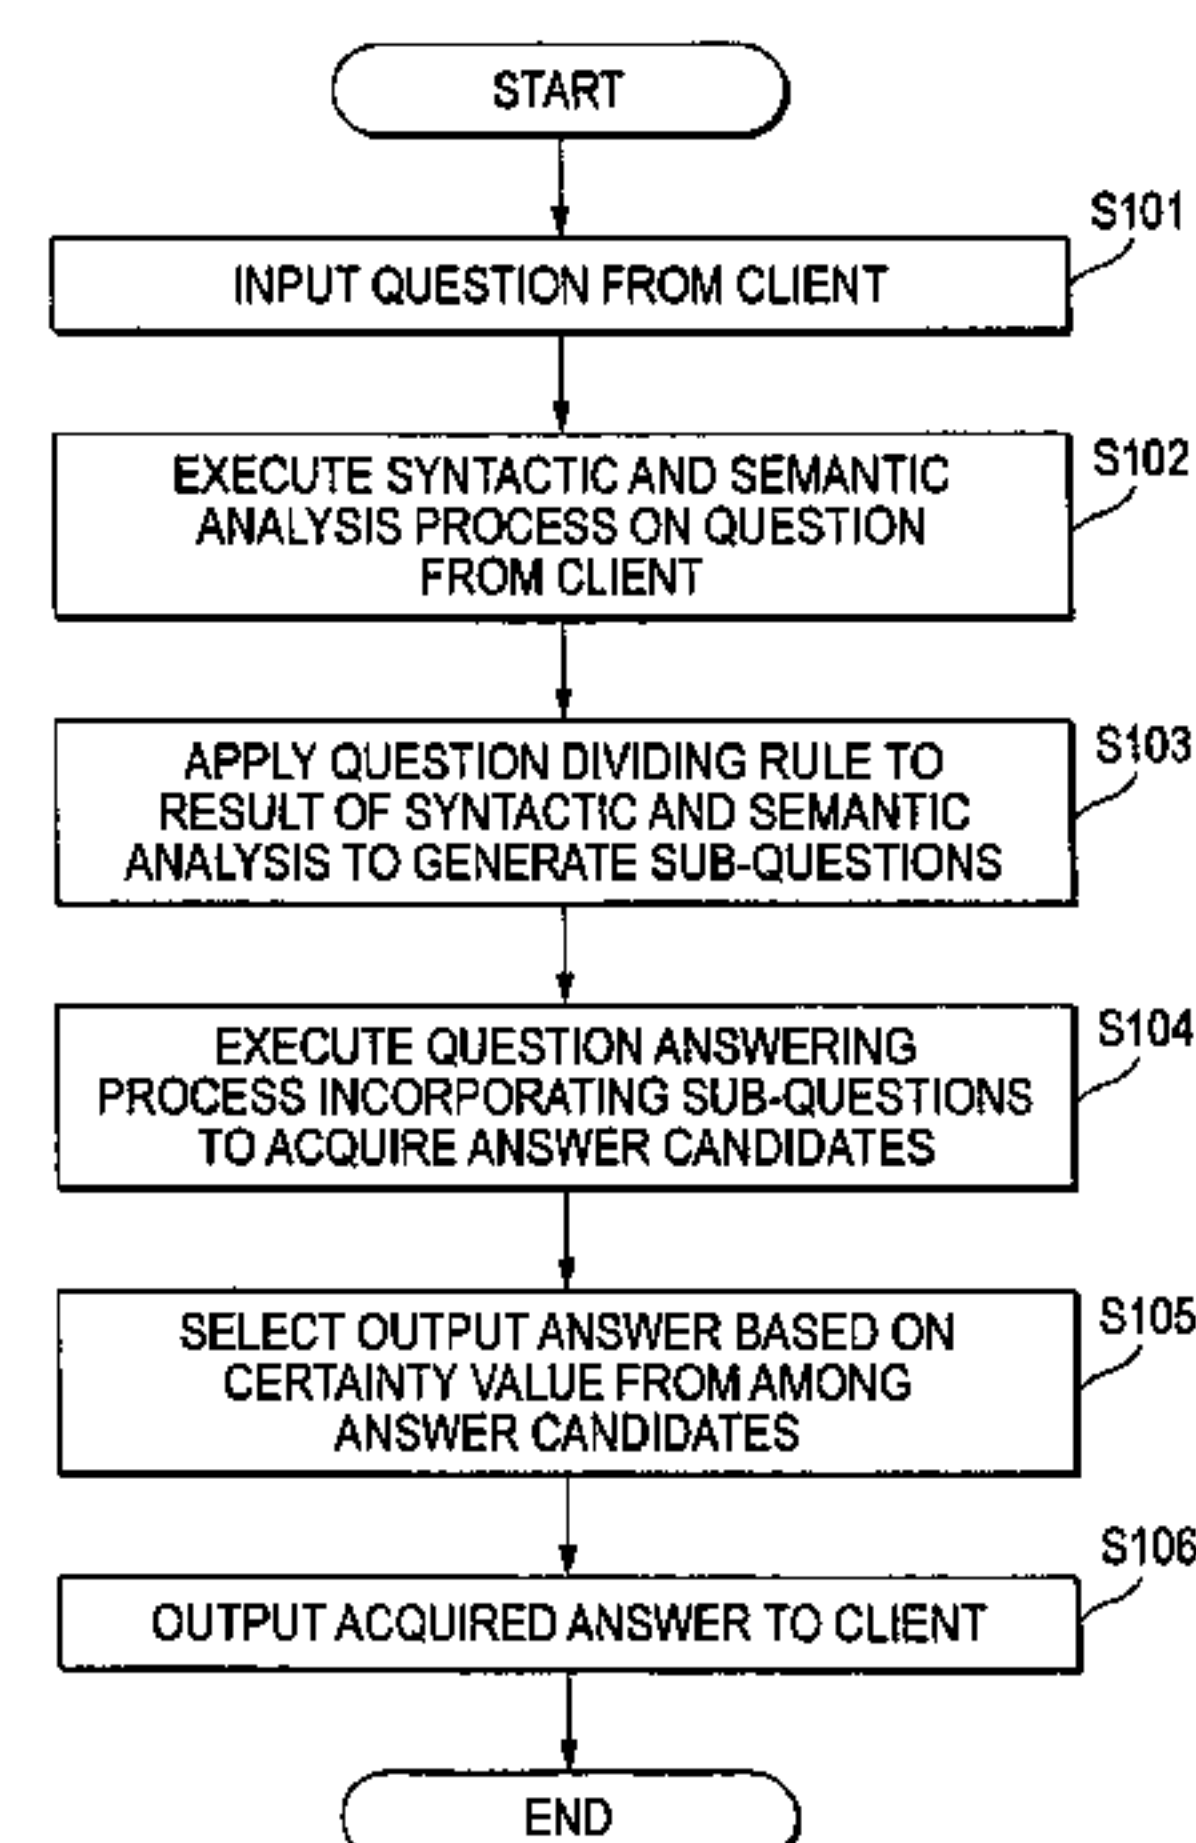 START
S101
INPUT QUESTION FROM CLIENT
S102
EXECUTE SYNTACTIC AND SEMANTIC
ANALYSIS PROCESS ON QUESTION
FROM CLIENT
S103
APPLY QUESTION DIVIDING RULE TO
RESULT OF SYNTACTIC AND SEMANTIC
ANALYSIS TO GENERATE SUB-QUESTIONS
S104
EXECUTE QUESTION ANSWERING
PROCESS INCORPORATING SUB-QUESTIONS
TO ACQUIRE ANSWER CANDIDATES
S105
SELECT OUTPUT ANSWER BASED ON
CERTAINTY VALUE FROM AMONG
ANSWER CANDIDATES
S106
OUTPUT ACQUIRED ANSWER TO CLIENT
END